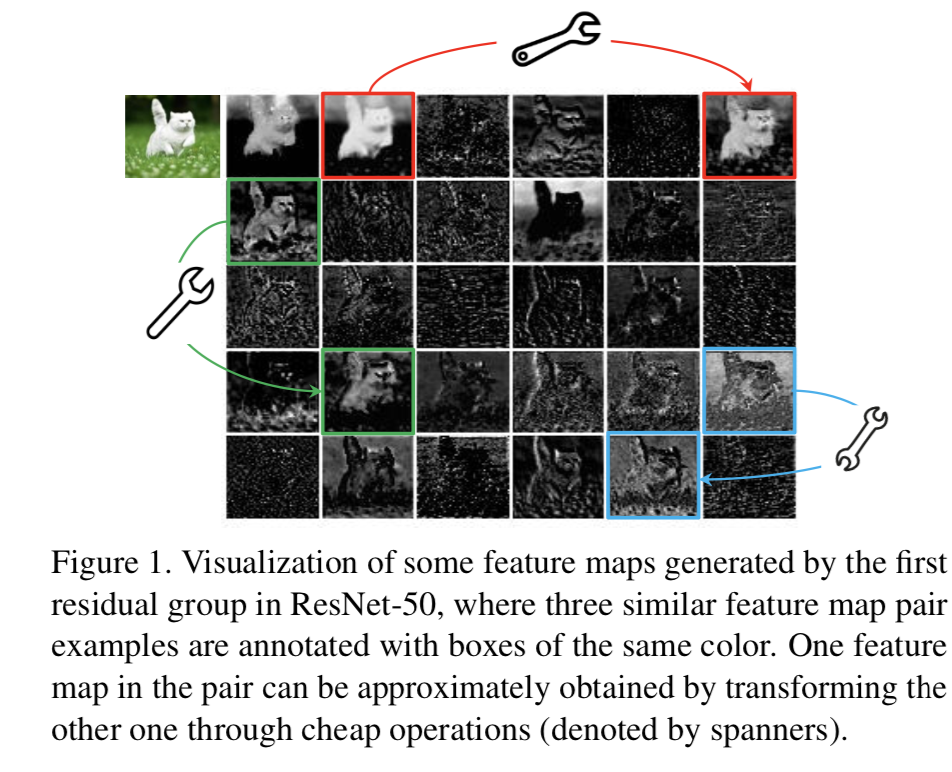 Figure 1. Visualization of some feature maps generated by the first
residual group in ResNet-50, where three similar feature map pair
examples are annotated with boxes of the same color. One feature
map in the pair can be approximately obtained by transforming the
other one through cheap operations (denoted by spanners).